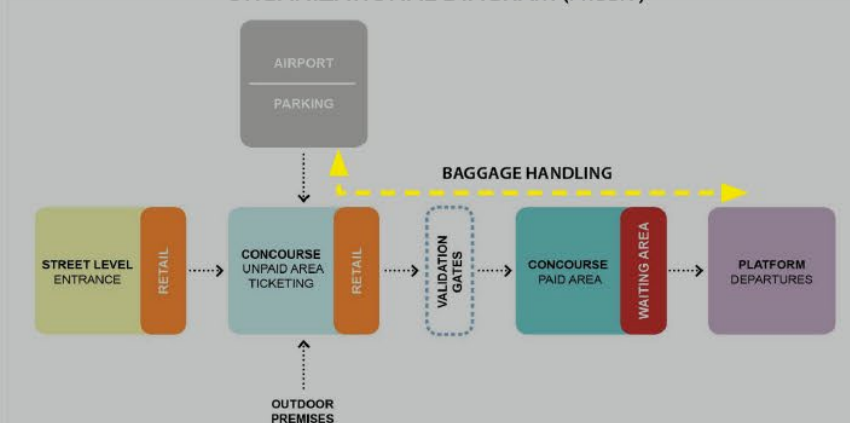 AIRPORT
PARKING
BAGGAGE HANDLING
STREET LEVEL
ENTRANCE
RETAIL
CONCOURSE
UNPAID AREA
TICKETING
RETAIL
VALIDATION
GATES
CONCOURSE
PAID AREA
WAITING AREA
PLATFORM
DEPARTURES
OUTDOOR
PREMISES